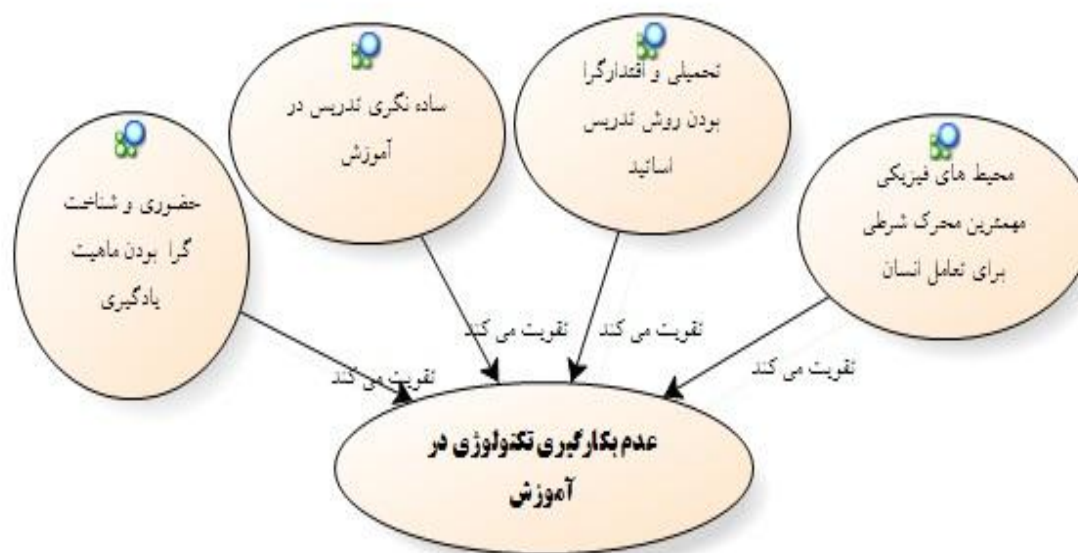 تحمیلی و اقتدارگرا
بودن روش تدریس
اساتید
ساده نگری تدریس در
آموزش
محیط های فیزیکی
مهمترین محرک شرطی
برای تعامل انسان
حضوری و شناخت
گرا بودن ماهیت
یادگیری
تقویت می کند
تقویت می کند
تقویت می کند
تقویت می کند
عدم بکارگیری تکنولوژی در
آموزش